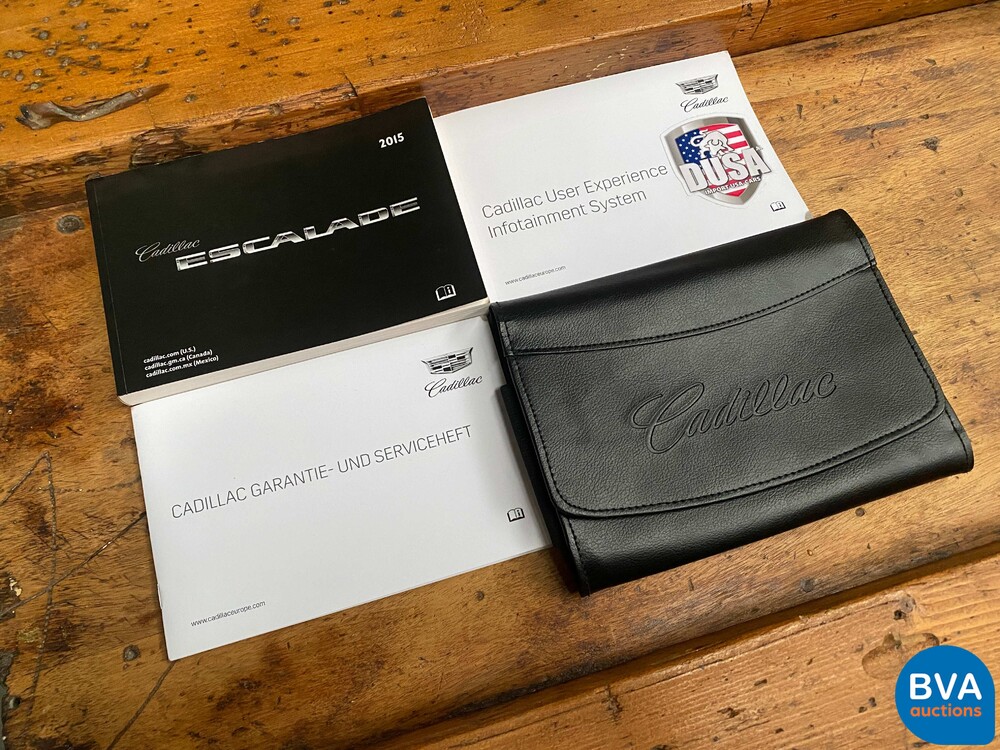 2015
Cadillac
ESCALADE
cadillac.com (U.S.)
cadillac.gm.ca (Canada)
cadillac.com.mx (Mexico)
Cadillac
DUSA
IMPORT USA CARS
Cadillac User Experience
Infotainment System
www.cadillaceurope.com
Cadillac
CADILLAC GARANTIE- UND SERVICEHEFT
www.cadillaceurope.com
Cadillac
BVA
auctions